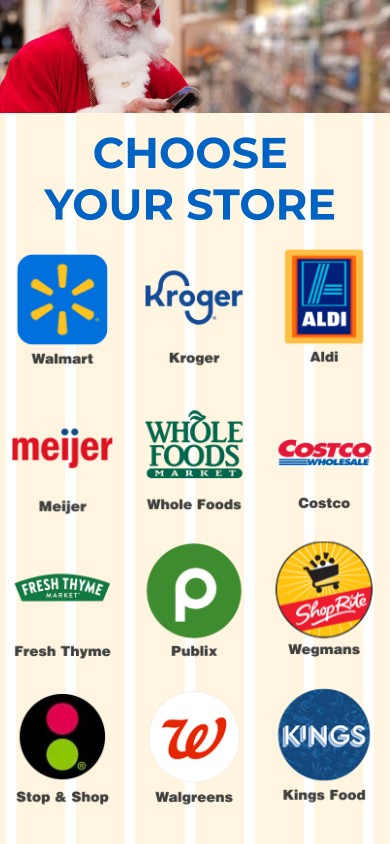 CHOOSE
YOUR STORE
Walmart
Kroger
Kroger
ALDI
Aldi
meijer
Meijer
WHOLE
FOODS
MARKET
Whole Foods
COSTCO
WHOLESALE
Costco
FRESH THYME
MARKET
Fresh Thyme
P
Publix
ShopRite
Wegmans
®
Stop & Shop
W
Walgreens
KINGS
Kings Food